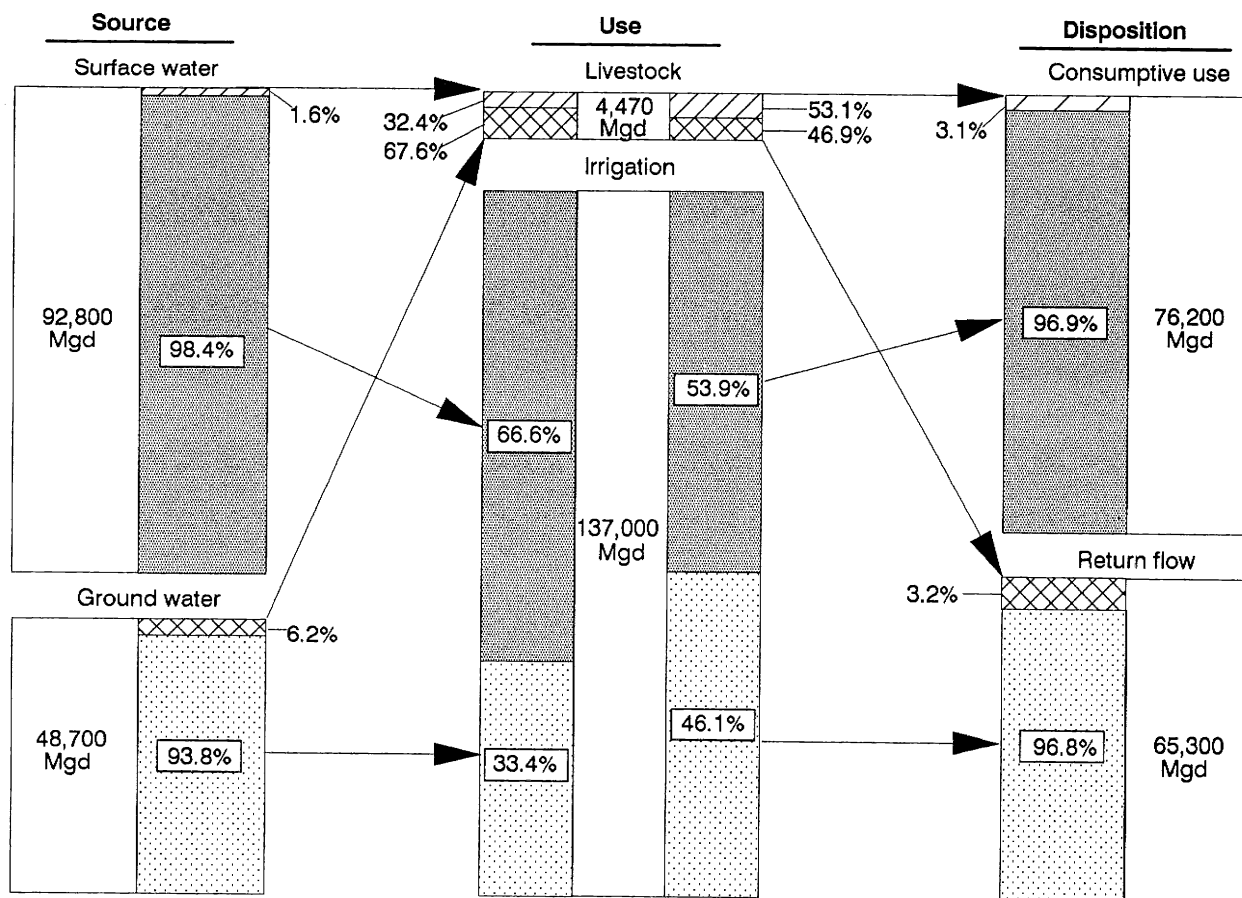 Source
Surface water
1.6%
92,800
Mgd
98.4%
Ground water
6.2%
48,700
Mgd
93.8%
Use
Livestock
32.4%
67.6%
4,470
Mgd
53.1%
46.9%
Irrigation
66.6%
137,000
Mgd
53.9%
33.4%
46.1%
Disposition
Consumptive use
3.1%
96.9%
76,200
Mgd
Return flow
3.2%
96.8%
65,300
Mgd